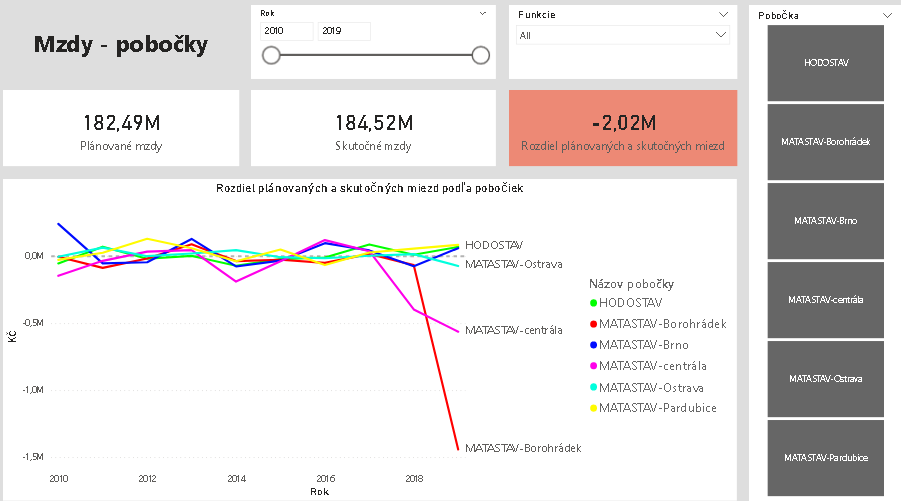 Mzdy - pobočky
Rok
2010
2019
Funkcie
All
Pobočka
HODOSTAV
MATASTAV-Borohrádek
MATASTAV-Brno
MATASTAV-centrála
MATASTAV-Ostrava
MATASTAV-Pardubice
182,49M
Plánované mzdy
184,52M
Skutočné mzdy
-2,02M
Rozdiel plánovaných a skutočných miezd
Rozdiel plánovaných a skutočných miezd podľa pobočiek
0,0M
-0,5M
-1,0M
-1,5M
Kč
2010
2012
2014
2016
2018
Rok
HODOSTAV
MATASTAV-Ostrava
MATASTAV-centrála
MATASTAV-Borohrádek
Názov pobočky
HODOSTAV
MATASTAV-Borohrádek
MATASTAV-Brno
MATASTAV-centrála
MATASTAV-Ostrava
MATASTAV-Pardubice